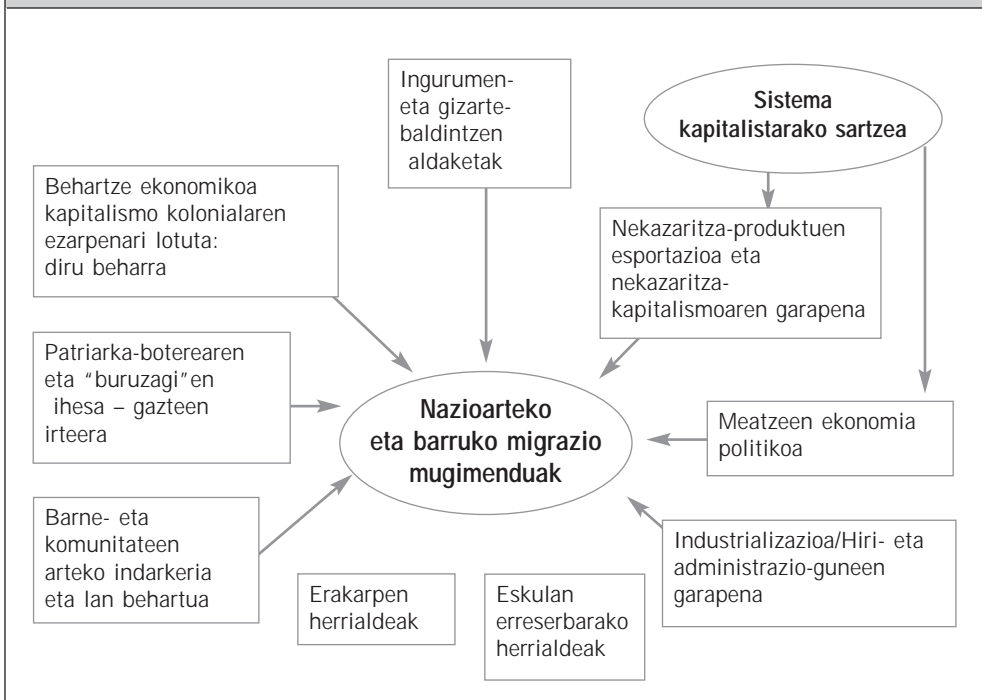 Ingurumen-
eta gizarte-
baldintzen
aldaketak
Sistema
kapitalistarako sartzea
Behartze ekonomikoa
kapitalismo kolonialaren
ezarpenari lotuta:
diru beharra
Nekazaritza-produktuen
esportazioa eta
nekazaritza-
kapitalismoaren garapena
Patriarka-boterearen
eta “buruzagi”en
ihesa – gazteen
irteera
Nazioarteko
eta barruko migrazio
mugimenduak
Meatzeen ekonomia
politikoa
Barne- eta
komunitateen
arteko indarkeria
eta lan behartua
Erakarpen
herrialdeak
Eskulan
erreserbarako
herrialdeak
Industrializazioa/Hiri- eta
administrazio-guneen
garapena